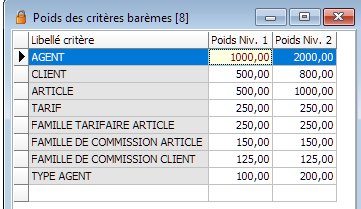 Poids des critères barêmes [8]
Libellé critère Poids Niv. 1 Poids Niv. 2
AGENT 1000,00 2000,00
CLIENT 500,00 800,00
ARTICLE 500,00 1000,00
TARIF 250,00 250,00
FAMILLE TARIFAIRE ARTICLE 250,00 250,00
FAMILLE DE COMMISSION ARTICLE 150,00 150,00
FAMILLE DE COMMISSION CLIENT 125,00 125,00
TYPE AGENT 100,00 200,00